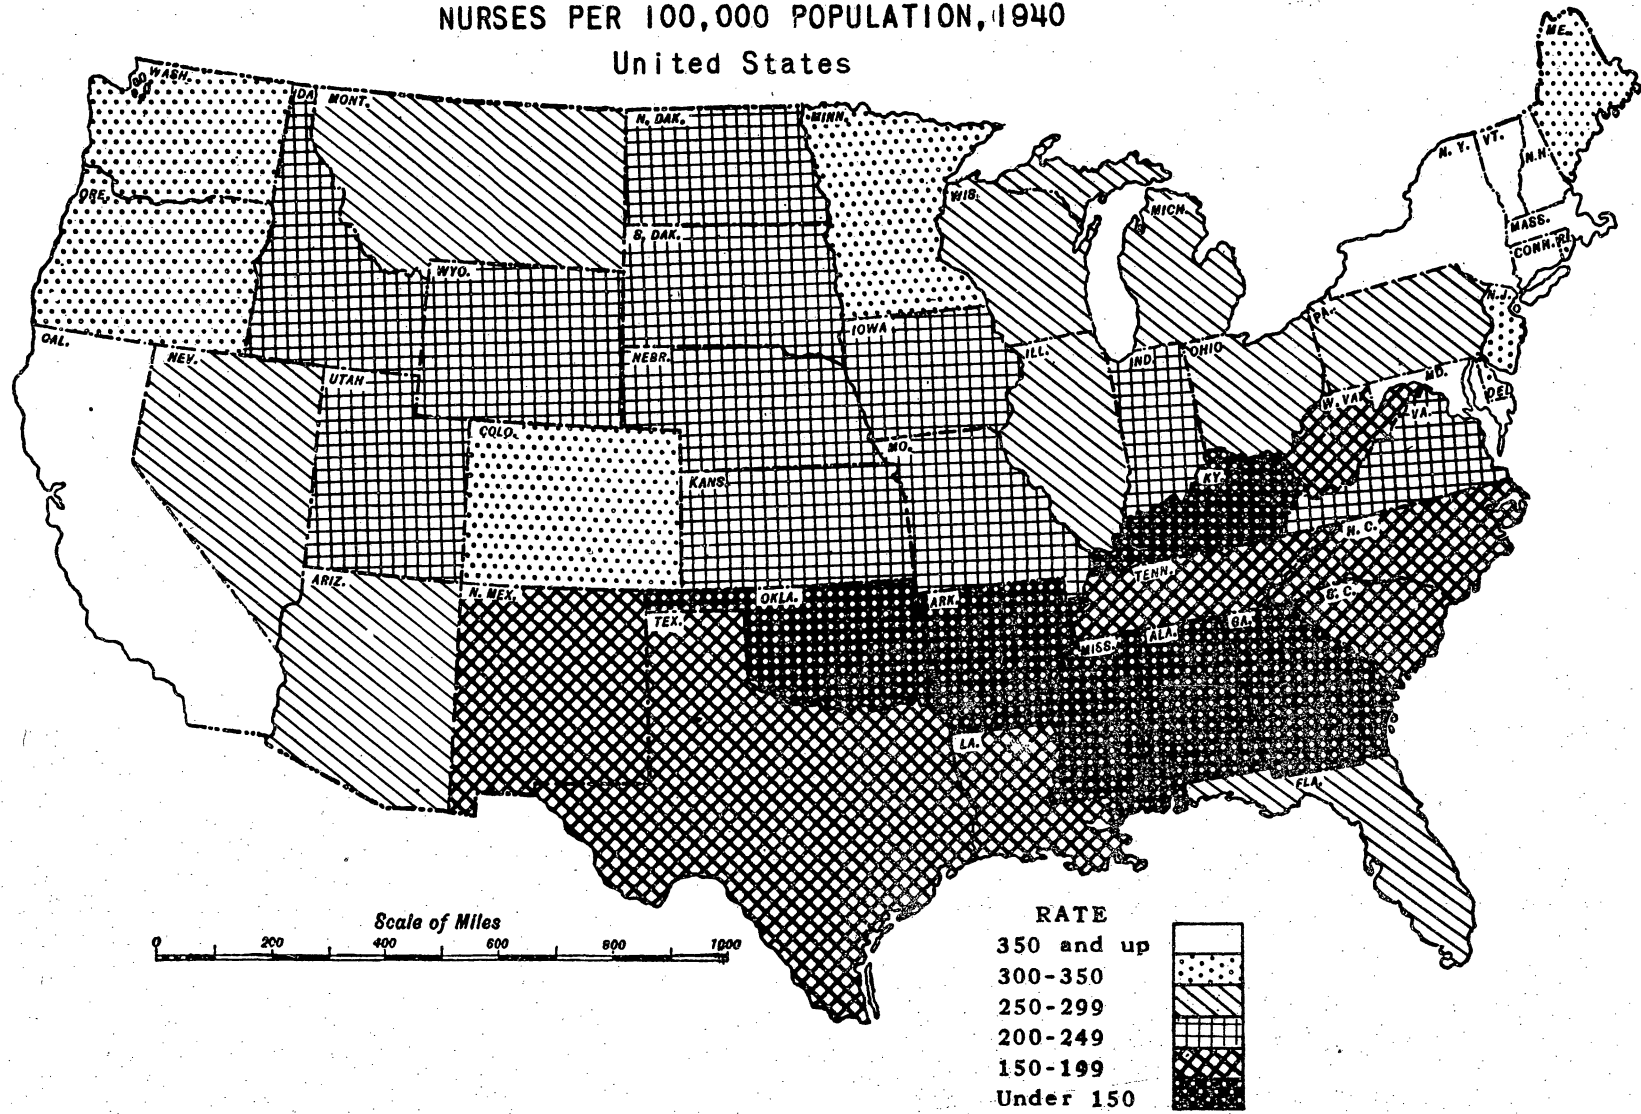 NURSES PER 100,000 POPULATION, 1940
United States
WASH.
IDA
MONT.
N. DAK.
MINN.
ME.
ORE.
S. DAK.
WIS.
MICH.
N. Y.
VT.
N.H.
MASS.
CONN.
R.I.
WYO.
CAL.
NEV.
UTAH
NEBR.
IOWA
ILL.
IND.
OHIO
PA.
N.J.
MD.
DEL.
COLO.
KANS.
MO.
KY.
W. VA.
VA.
ARIZ.
N. MEX.
TEX.
OKLA.
ARK.
TENN.
N. C.
S. C.
MISS.
ALA.
GA.
LA.
FLA.
Scale of Miles
0 200 400 600 800 1000
RATE
350 and up
300-350
250-299
200-249
150-199
Under 150